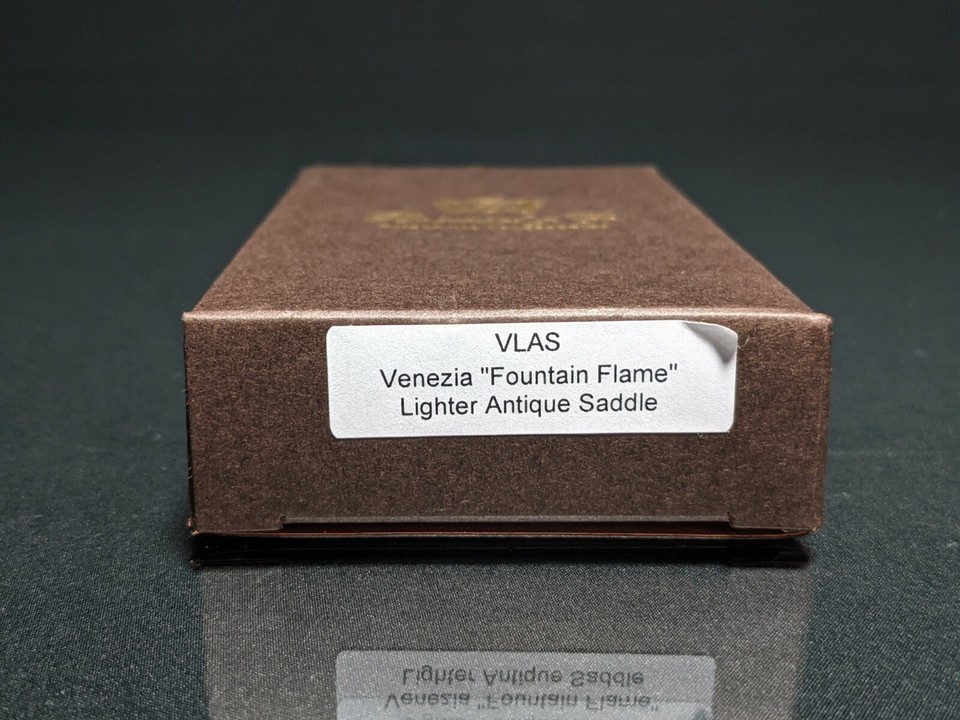 VLAS
Venezia "Fountain Flame"
Lighter Antique Saddle